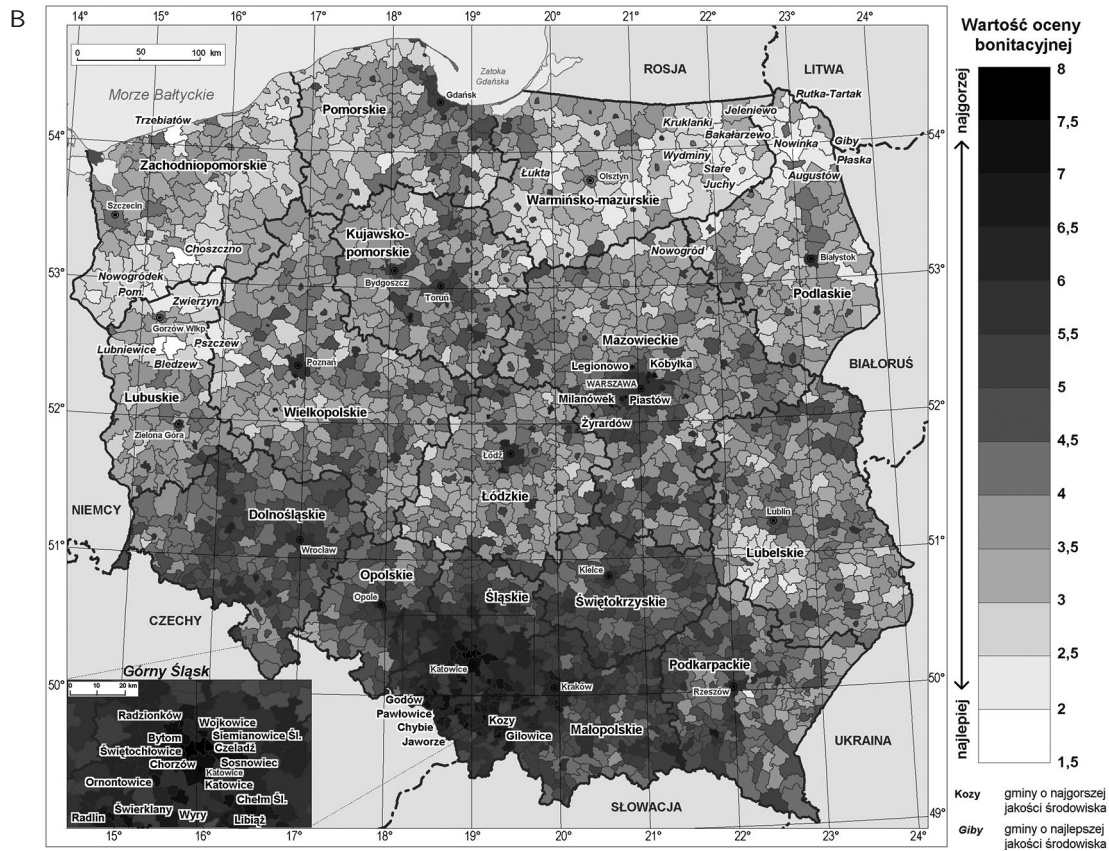 B
14° 15° 16° 17° 18° 19° 20° 21° 22° 23° 24°
0 50 100 km
Morze Bałtyckie
Zatoka
Gdańska
ROSJA
LITWA
Rutka-Tartak
Trzebiatów
Pomorskie
Gdańsk
Jeleniewo
Kruklanki
Bakałarzewo
Giby
54°
54°
Nowinka
Zachodniopomorskie
Wydminy
Płaska
Stare
Juchy
Augustów
Łukta
Olsztyn
Warmińsko-mazurskie
Szczecin
Kujawsko-
pomorskie
Choszczno
Nowogród
Białystok
53°
53°
Nowogródek
Pom.
Bydgoszcz
Toruń
Podlaskie
Zwierzyn
Gorzów Wlkp.
Mazowieckie
Lubniewice
Pszczew
Bledzew
Poznań
Legionowo
Kobyłka
BIAŁORUŚ
WARSZAWA
Milanówek
Piastów
Lubuskie
Wielkopolskie
Żyrardów
52°
52°
Zielona Góra
Łódź
Łódzkie
NIEMCY
Dolnośląskie
Lublin
Wrocław
Lubelskie
51°
51°
Opolskie
Kielce
Opole
Śląskie
Świętokrzyskie
CZECHY
Katowice
Podkarpackie
Kraków
Rzeszów
50°
50°
Godów
Pawłowice
Chybie
Jaworze
Kozy
Gilowice
Małopolskie
UKRAINA
SŁOWACJA
49°
Górny Śląsk
0 10 20 km
Radzionków
Wojkowice
Bytom
Siemianowice Śl.
Świętochłowice
Czeladź
Chorzów
Sosnowiec
Katowice
Katowice
Ornontowice
Chełm Śl.
Świerklany
Wyry
Libiąż
Radlin
15° 16° 17° 18° 19° 20° 21° 22° 23° 24°
Wartość oceny
bonitacyjnej
najgorzej
najlepiej
8
7,5
7
6,5
6
5,5
5
4,5
4
3,5
3
2,5
2
1,5
Kozy gminy o najgorszej
jakości środowiska
Giby gminy o najlepszej
jakości środowiska